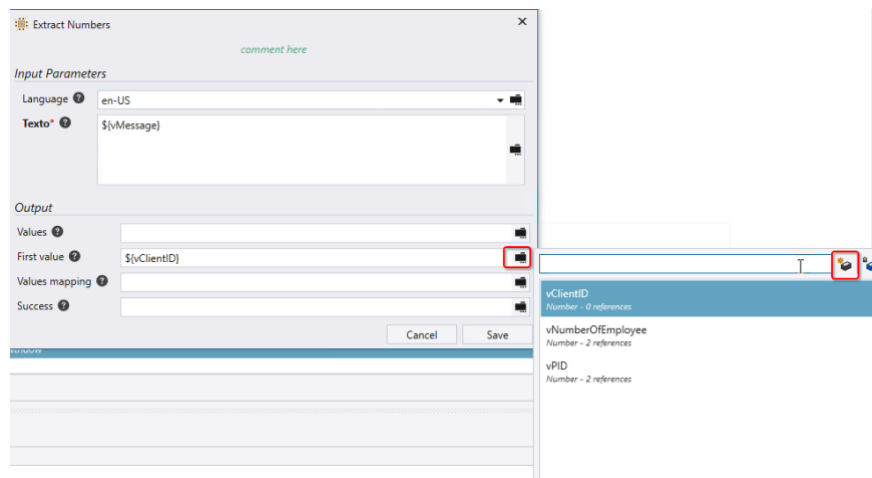 Extract Numbers
comment here
Input Parameters
Language
en-US
Texto*
${vMessage}
Output
Values
First value
${vClientID}
Values mapping
Success
Cancel Save
vClientID
Number - 0 references
vNumberOfEmployee
Number - 2 references
vPID
Number - 2 references